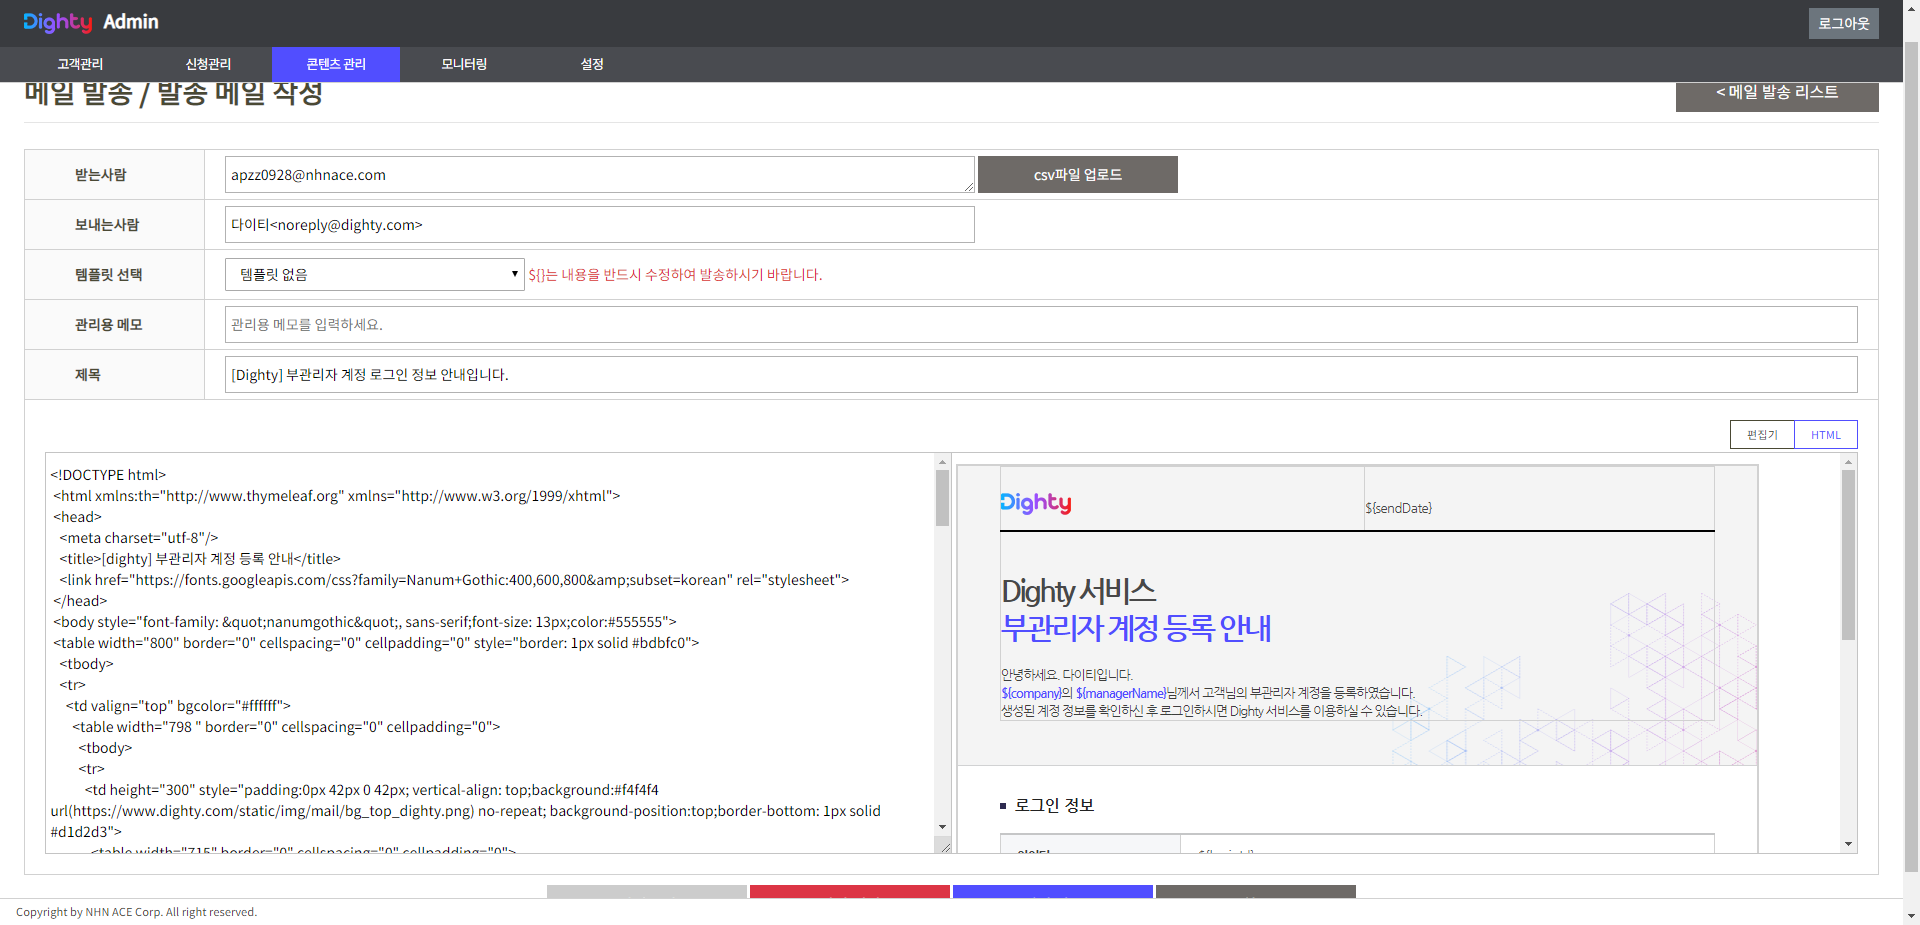 Dighty Admin
로그아웃
고객관리
신청관리
콘텐츠 관리
모니터링
설정
메일 발송 / 발송 메일 작성
< 메일 발송 리스트
받는사람
apzz0928@nhnace.com
csv파일 업로드
보내는사람
다이티<noreply@dighty.com>
템플릿 선택
템플릿 없음
${}는 내용을 반드시 수정하여 발송하시기 바랍니다.
관리용 메모
관리용 메모를 입력하세요.
제목
[Dighty] 부관리자 계정 로그인 정보 안내입니다.
편집기
HTML
<!DOCTYPE html>
<html xmlns:th="http://www.thymeleaf.org" xmlns="http://www.w3.org/1999/xhtml">
<head>
<meta charset="utf-8"/>
<title>[dighty] 부관리자 계정 등록 안내</title>
<link href="https://fonts.googleapis.com/css?family=Nanum+Gothic:400,600,800&amp;subset=korean" rel="stylesheet">
</head>
<body style="font-family: &quot;nanumgothic&quot;, sans-serif;font-size: 13px;color:#555555">
<table width="800" border="0" cellspacing="0" cellpadding="0" style="border: 1px solid #bdbfc0">
<tbody>
<tr>
<td valign="top" bgcolor="#ffffff">
<table width="798 " border="0" cellspacing="0" cellpadding="0">
<tbody>
<tr>
<td height="300" style="padding:0px 42px 0 42px; vertical-align: top;background:#f4f4f4
url(https://www.dighty.com/static/img/mail/bg_top_dighty.png) no-repeat; background-position:top;border-bottom: 1px solid
#d1d2d3">
<table width="715" border="0" cellspacing="0" cellpadding="0">
Dighty
${sendDate}
Dighty 서비스
부관리자 계정 등록 안내
안녕하세요. 다이티입니다.
${company}의 ${managerName}님께서 고객님의 부관리자 계정을 등록하였습니다.
생성된 계정 정보를 확인하신 후 로그인하시면 Dighty 서비스를 이용하실 수 있습니다.
로그인 정보
Copyright by NHN ACE Corp. All right reserved.